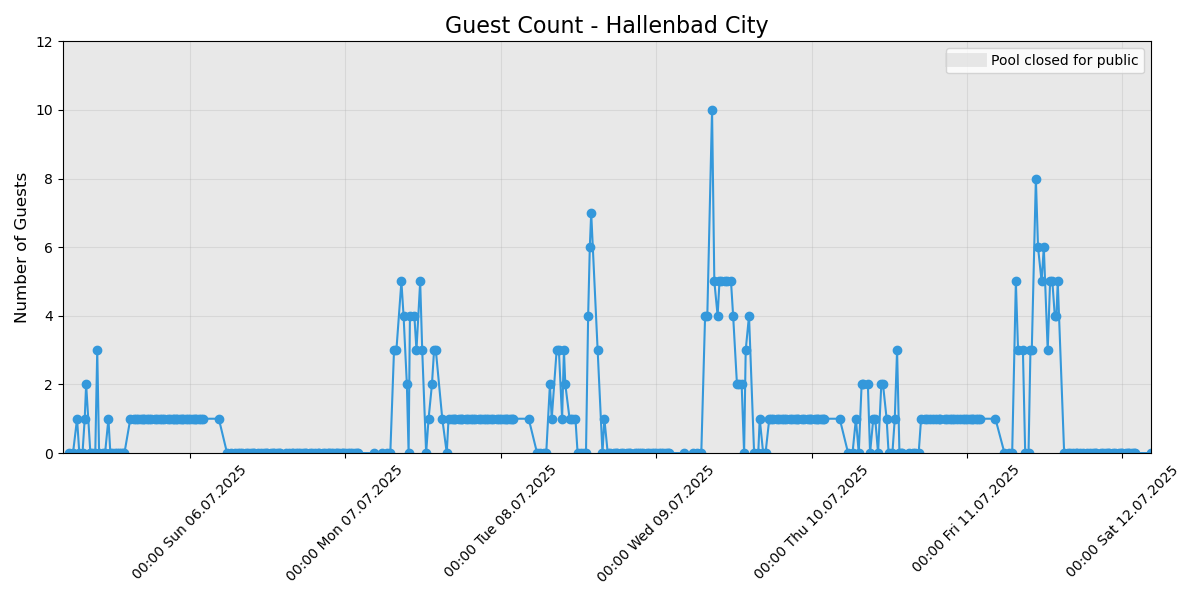 Guest Count - Hallenbad City
Pool closed for public
Number of Guests
12
10
8
6
4
2
0
00:00 Sun 06.07.2025
00:00 Mon 07.07.2025
00:00 Tue 08.07.2025
00:00 Wed 09.07.2025
00:00 Thu 10.07.2025
00:00 Fri 11.07.2025
00:00 Sat 12.07.2025